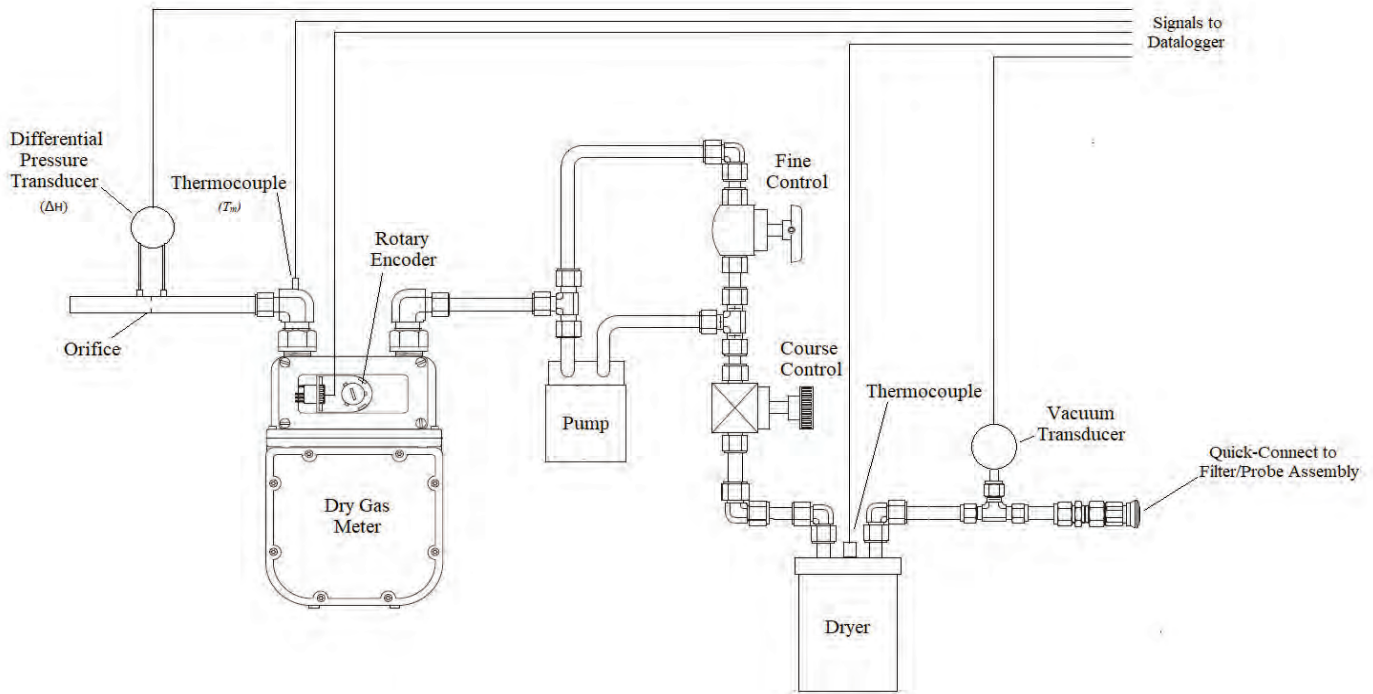 Signals to
Datalogger
Differential
Pressure
Transducer
(ΔH)
Thermocouple
(Tm)
Rotary
Encoder
Fine
Control
Orifice
Course
Control
Thermocouple
Pump
Vacuum
Transducer
Quick-Connect to
Filter/Probe Assembly
Dry Gas
Meter
Dryer